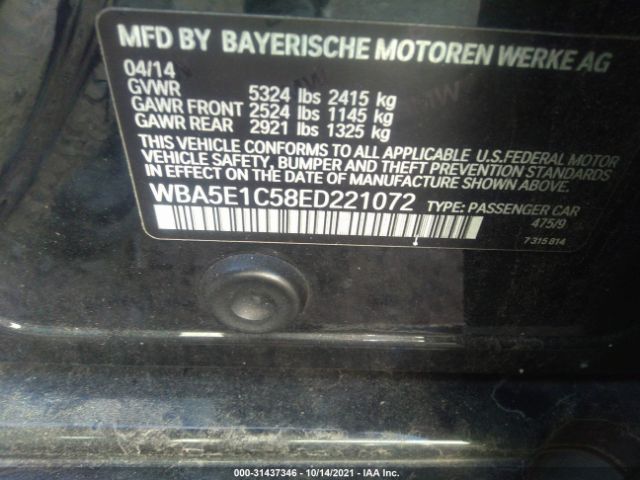 MFD BY BAYERISCHE MOTOREN WERKE AG
04/14
GVWR 5324 lbs 2415 kg
GAWR FRONT 2524 lbs 1145 kg
GAWR REAR 2921 lbs 1325 kg
THIS VEHICLE CONFORMS TO ALL APPLICABLE U.S.FEDERAL MOTOR
VEHICLE SAFETY, BUMPER AND THEFT PREVENTION STANDARDS
IN EFFECT ON THE DATE OF MANUFACTURE SHOWN ABOVE.
WBA5E1C58ED221072 TYPE: PASSENGER CAR
475/9
7 315 814
000-31437346 | 10/14/2021 | IAA Inc.